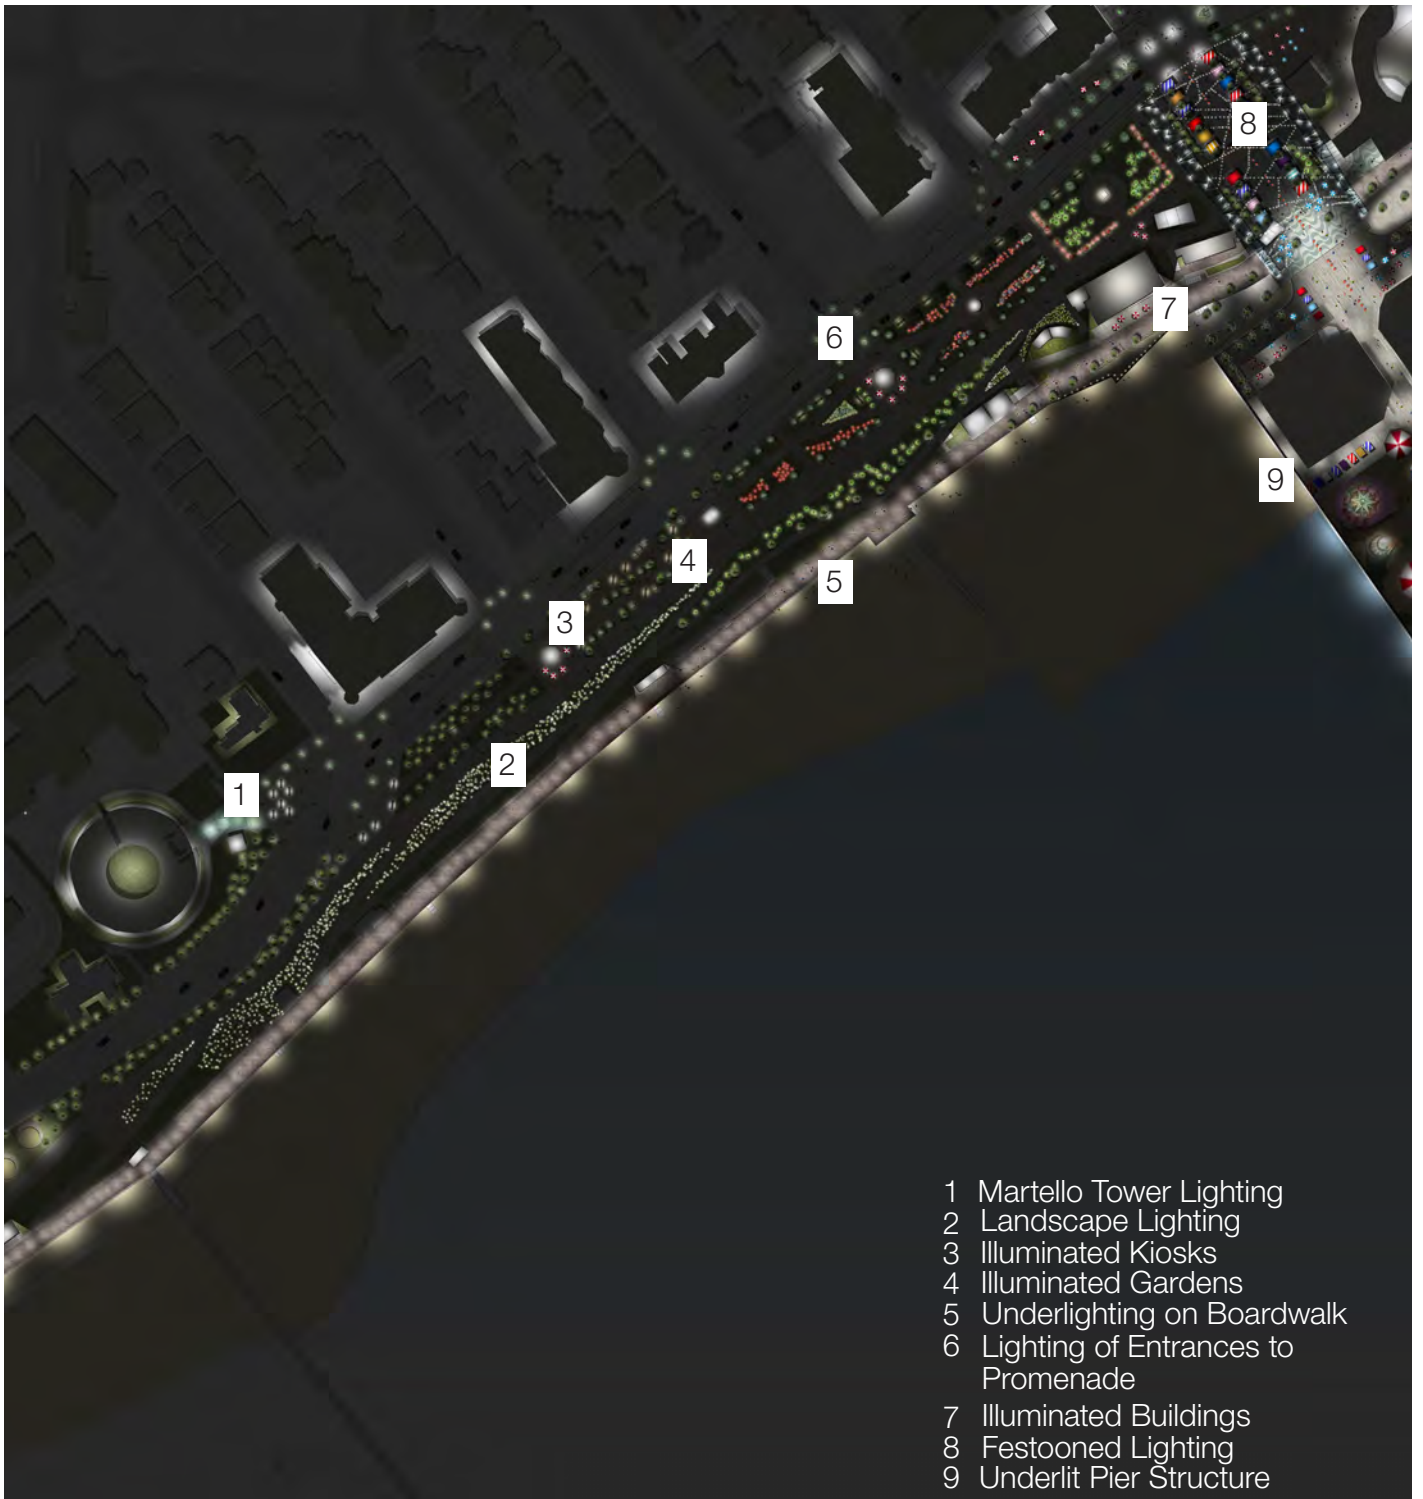 8
7
6
9
4
5
3
2
1
1 Martello Tower Lighting
2 Landscape Lighting
3 Illuminated Kiosks
4 Illuminated Gardens
5 Underlighting on Boardwalk
6 Lighting of Entrances to
Promenade
7 Illuminated Buildings
8 Festooned Lighting
9 Underlit Pier Structure